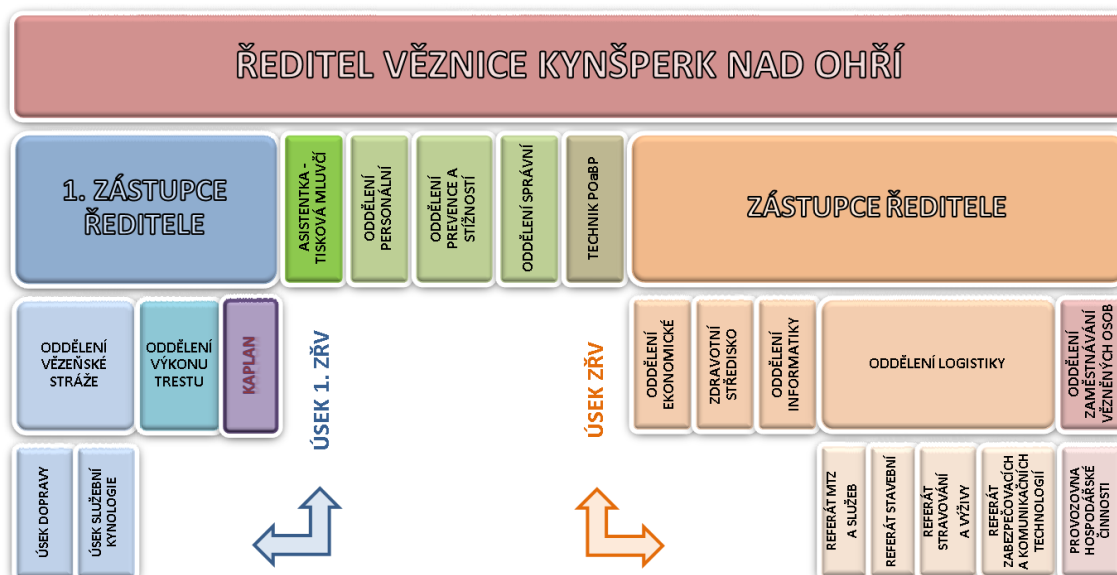 ŘEDITEL VĚZNICE KYNŠPERK NAD OHŘÍ
1. ZÁSTUPCE
ŘEDITELE
ASISTENTKA -
TISKOVÁ MLUVČÍ
ODDĚLENÍ
PERSONÁLNÍ
ODDĚLENÍ
PREVENCE A
STÍŽNOSTÍ
ODDĚLENÍ SPRÁVNÍ
TECHNIK POaBP
ZÁSTUPCE ŘEDITELE
ODDĚLENÍ
VĚZEŇSKÉ
STRÁŽE
ODDĚLENÍ
VÝKONU
TRESTU
KAPLAN
ÚSEK 1. ZŘV
ÚSEK ZŘV
ODDĚLENÍ
EKONOMICKÉ
ZDRAVOTNÍ
STŘEDISKO
ODDĚLENÍ
INFORMATIKY
ODDĚLENÍ LOGISTIKY
ODDĚLENÍ
ZAMĚSTNÁVÁNÍ
VĚZNĚNÝCH OSOB
ÚSEK DOPRAVY
ÚSEK SLUŽEBNÍ
KYNOLOGIE
REFERÁT MTZ
A SLUŽEB
REFERÁT STAVEBNÍ
REFERÁT
STRAVOVÁNÍ
A VÝŽIVY
REFERÁT
ZABEZPEČOVACÍCH
A KOMUNIKAČNÍCH
TECHNOLOGIÍ
PROVOZOVNA
HOSPODÁŘSKÉ
ČINNOSTI